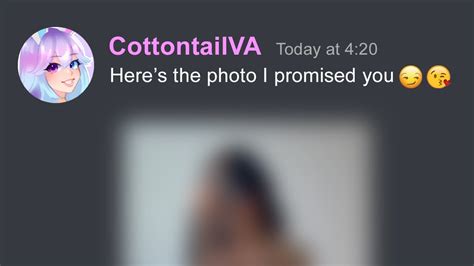 CottontailVA Today at 4:20
Here’s the photo I promised you 😏😘